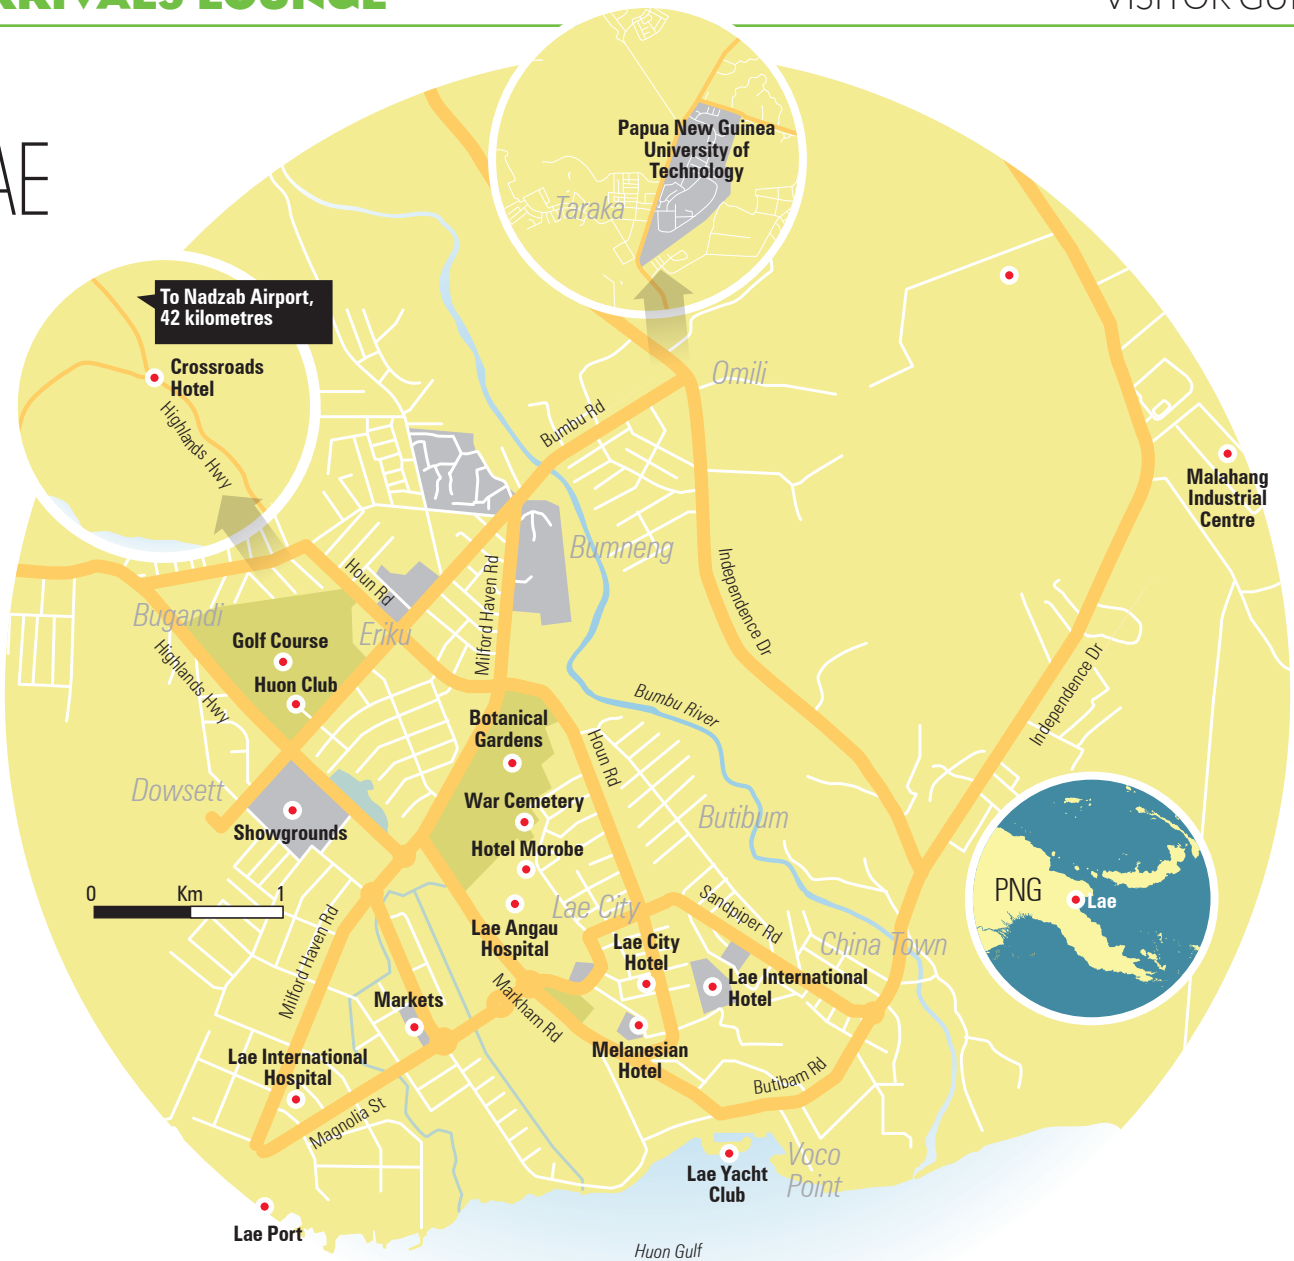 ARRIVALS LOUNGE
VISITOR GUI
AE
Papua New Guinea
University of
Technology
Taraka
To Nadzab Airport,
42 kilometres
Crossroads
Hotel
Highlands Hwy
Omili
Bumbu Rd
Malahang
Industrial
Centre
Bumneng
Houn Rd
Milford Haven Rd
Independence Dr
Bugandi
Eriku
Golf Course
Huon Club
Highlands Hwy
Independence Dr
Bumbu River
Botanical
Gardens
Houn Rd
Dowsett
Showgrounds
War Cemetery
Butibum
Hotel Morobe
0 Km 1
PNG
Lae
Lae City
Sandpiper Rd
Lae Angau
Hospital
Lae City
Hotel
China Town
Lae International
Hotel
Milford Haven Rd
Markets
Markham Rd
Melanesian
Hotel
Lae International
Hospital
Butibam Rd
Magnolia St
Lae Yacht
Club
Voco
Point
Lae Port
Huon Gulf